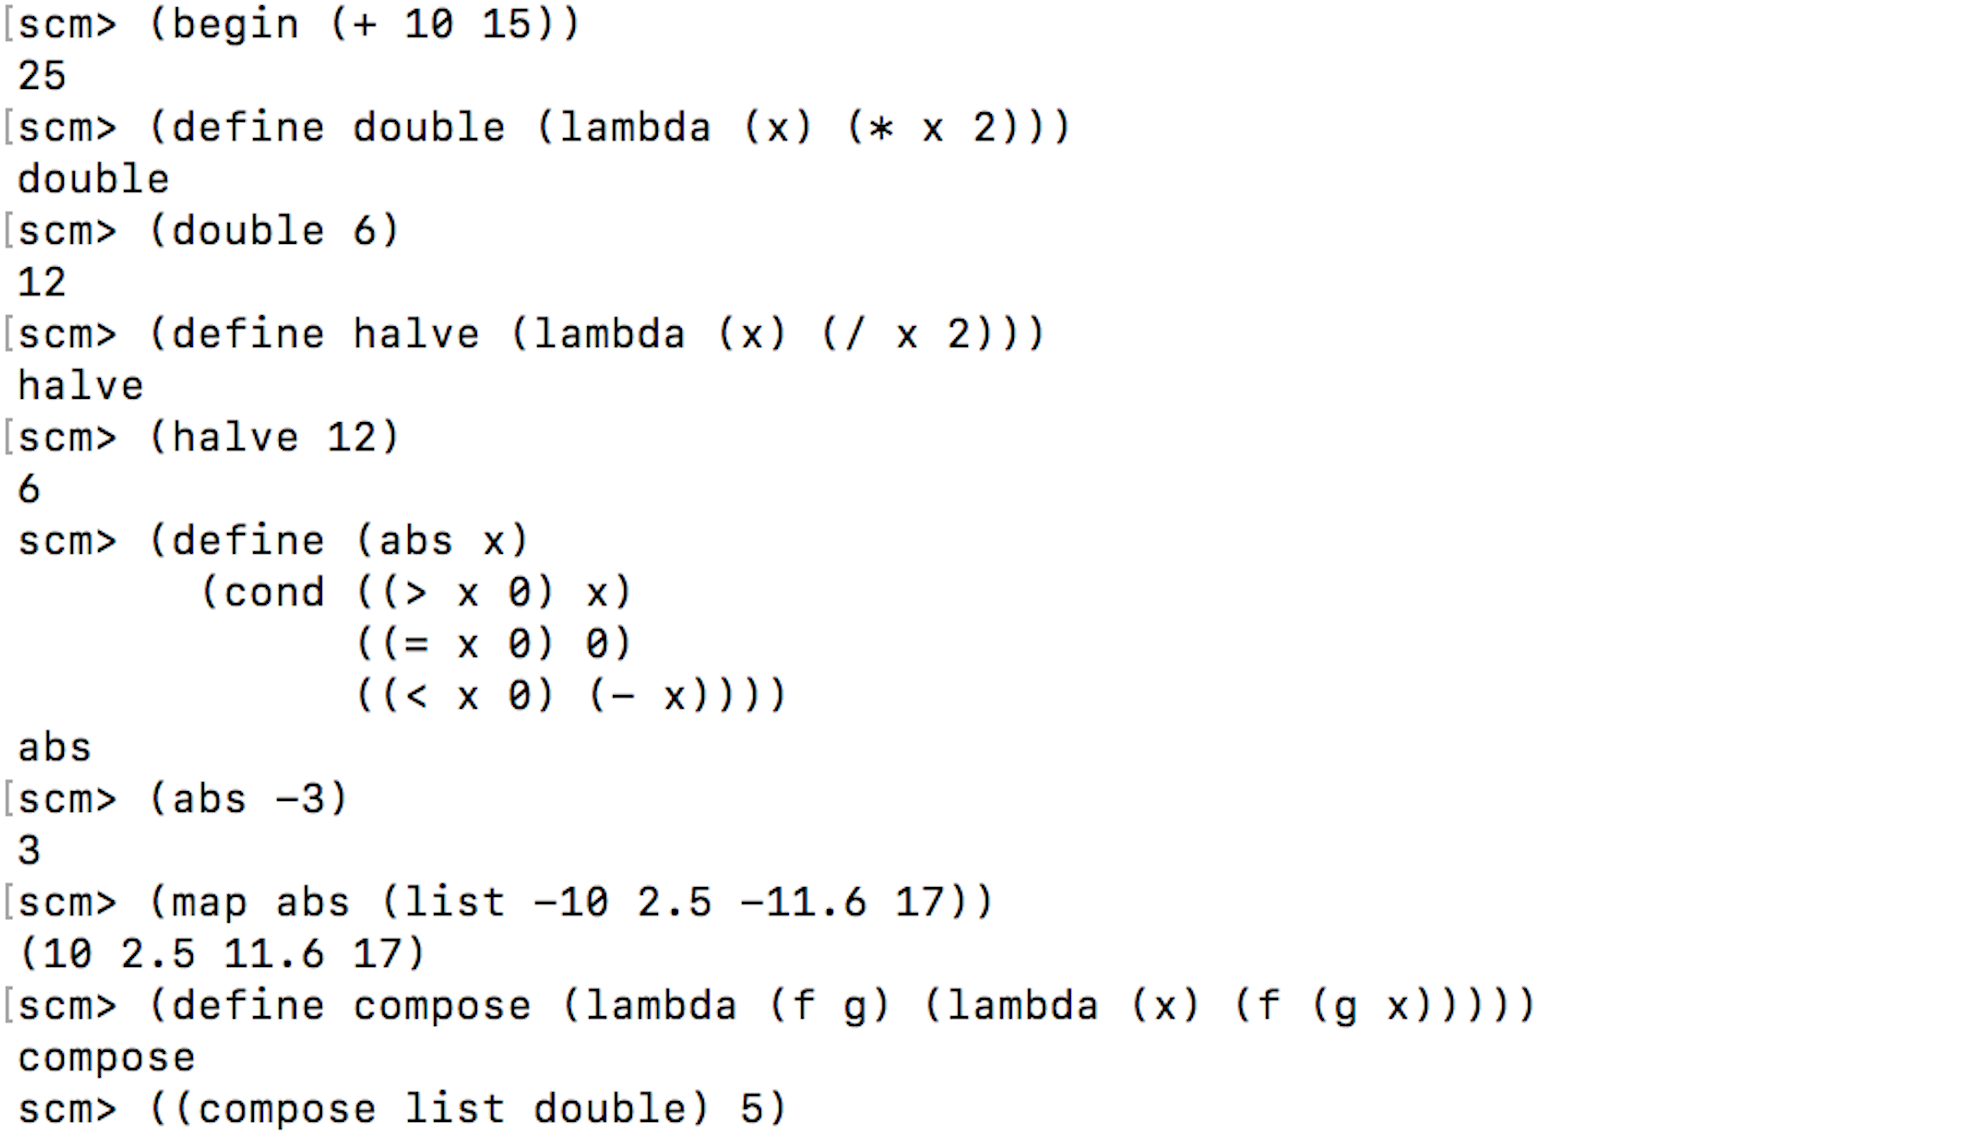 [scm> (begin (+ 10 15))
25
[scm> (define double (lambda (x) (* x 2)))
double
[scm> (double 6)
12
[scm> (define halve (lambda (x) (/ x 2)))
halve
[scm> (halve 12)
6
scm> (define (abs x)
(cond ((> x 0) x)
((= x 0) 0)
((< x 0) (- x))))
abs
[scm> (abs -3)
3
[scm> (map abs (list -10 2.5 -11.6 17))
(10 2.5 11.6 17)
[scm> (define compose (lambda (f g) (lambda (x) (f (g x)))))
compose
scm> ((compose list double) 5)